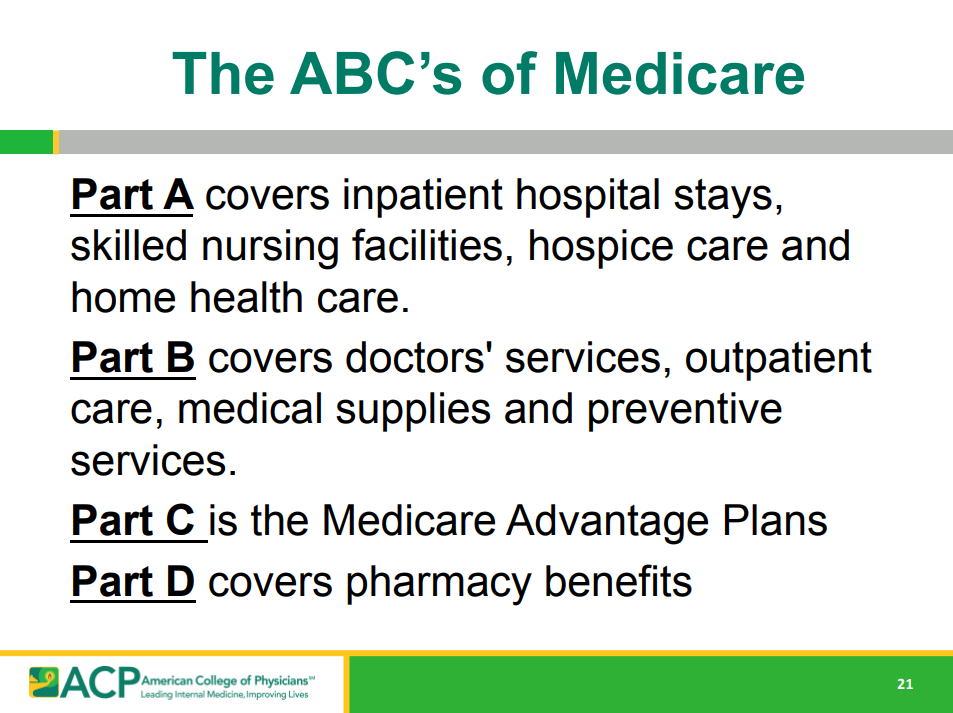 The ABC’s of Medicare
Part A covers inpatient hospital stays,
skilled nursing facilities, hospice care and
home health care.
Part B covers doctors' services, outpatient
care, medical supplies and preventive
services.
Part C is the Medicare Advantage Plans
Part D covers pharmacy benefits
ACP American College of Physicians℠
Leading Internal Medicine, Improving Lives
21